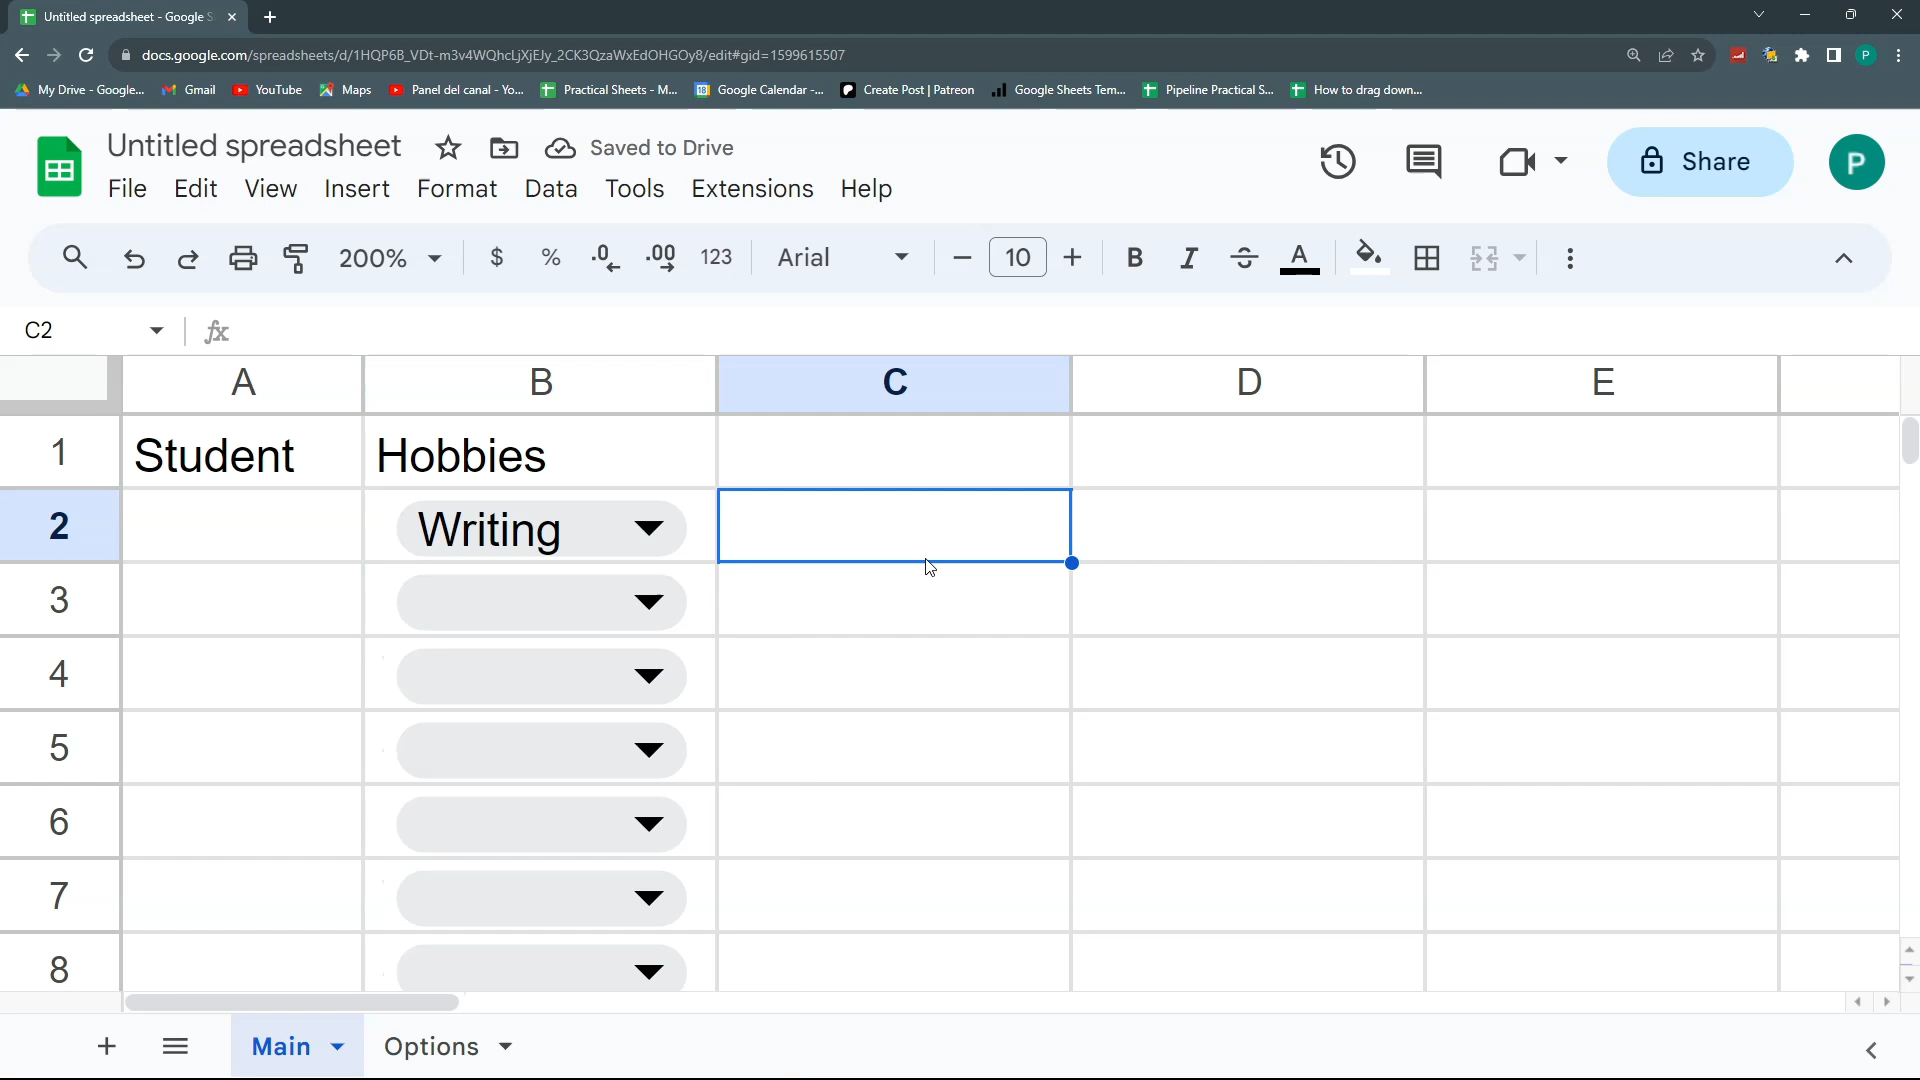 Untitled spreadsheet - Google S
docs.google.com/spreadsheets/d/1HQP6B_VDt-m3v4WQhcLjXjEJy_2CK3QzaWxEdOHGOy8/edit#gid=1599615507
My Drive - Google...
Gmail
YouTube
Maps
Panel del canal - Yo...
Practical Sheets - M...
Google Calendar -...
Create Post | Patreon
Google Sheets Tem...
Pipeline Practical S...
How to drag down...
Untitled spreadsheet
Saved to Drive
File Edit View Insert Format Data Tools Extensions Help
Share
P
200% $ % .0 .00 123 Arial 10 B I S A
C2 fx
A B C D E
1 Student Hobbies
2 Writing
3
4
5
6
7
8
Main Options